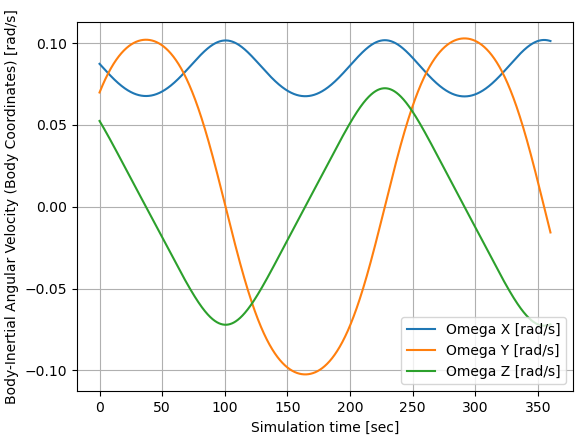 Body-Inertial Angular Velocity (Body Coordinates) [rad/s]
0.10
0.05
0.00
−0.05
−0.10
0
50
100
150
200
250
300
350
Simulation time [sec]
Omega X [rad/s]
Omega Y [rad/s]
Omega Z [rad/s]